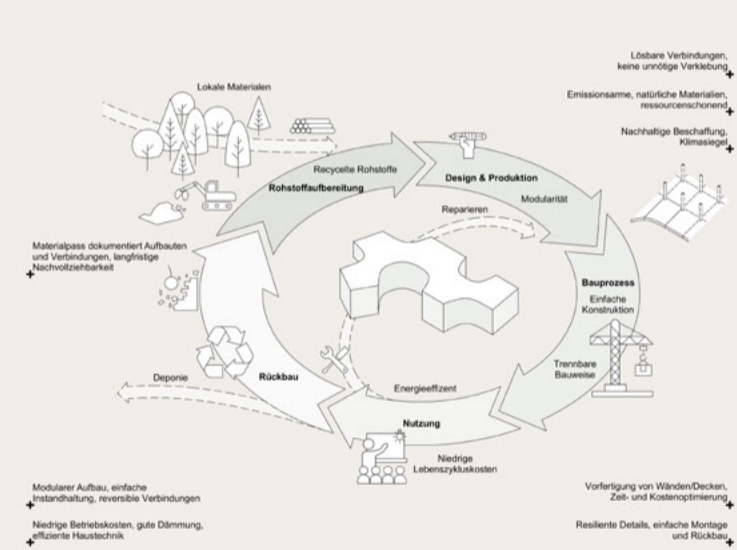 Lösbare Verbindungen,
keine unnötige Verklebung
Lokale Materialen
Emissionsarme, natürliche Materialien,
ressourcenschonend
Nachhaltige Beschaffung,
Klimasiegel
Recycelte Rohstoffe
Rohstoffaufbereitung
Design & Produktion
Modularität
Reparieren
Materialpass dokumentiert Aufbauten
und Verbindungen, langfristige
Nachvollziehbarkeit
Bauprozess
Einfache
Konstruktion
Trennbare
Bauweise
Deponie
Rückbau
Energieeffizent
Nutzung
Niedrige
Lebenszykluskosten
Modularer Aufbau, einfache
Instandhaltung, reversible Verbindungen
Niedrige Betriebskosten, gute Dämmung,
effiziente Haustechnik
Vorfertigung von Wänden/Decken,
Zeit- und Kostenoptimierung
Resiliente Details, einfache Montage
und Rückbau